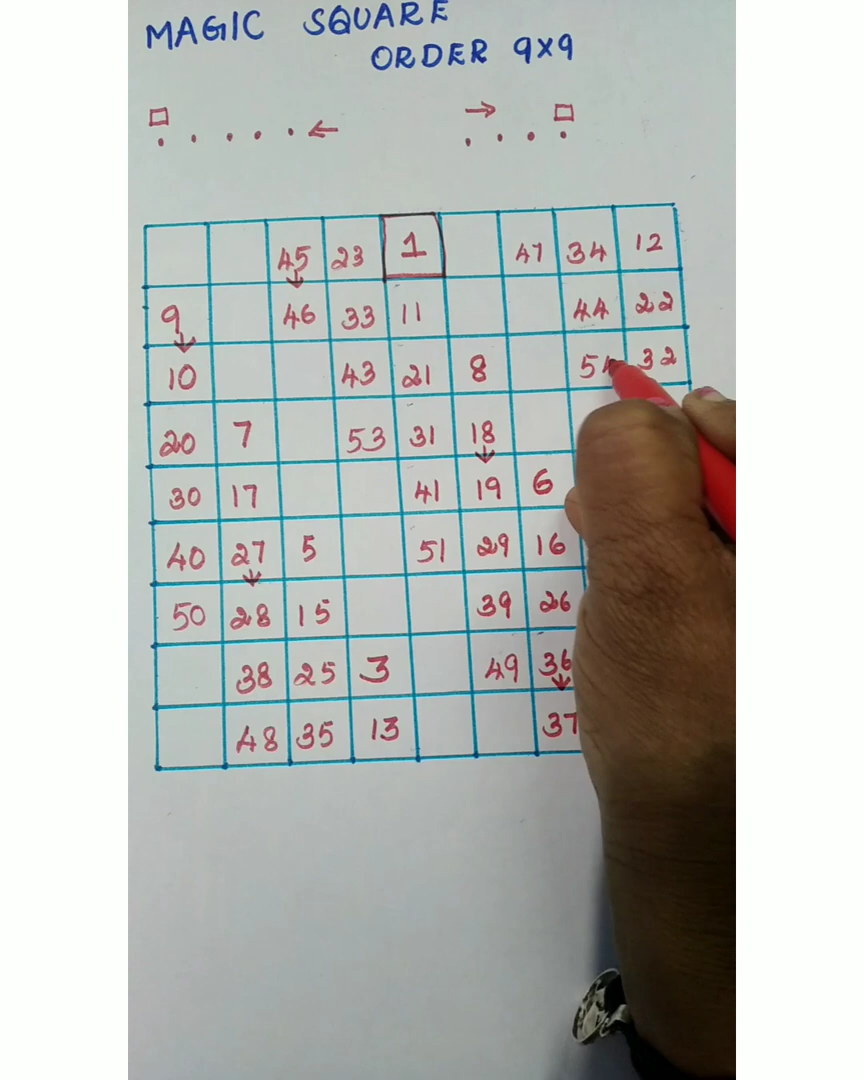 MAGIC SQUARE
ORDER 9x9
45 23 1 47 34 12
9 46 33 11 44 22
10 43 21 8 54 32
20 7 53 31 18
30 17 41 19 6
40 27 5 51 29 16
50 28 15 39 26
38 25 3 49 36
48 35 13 37